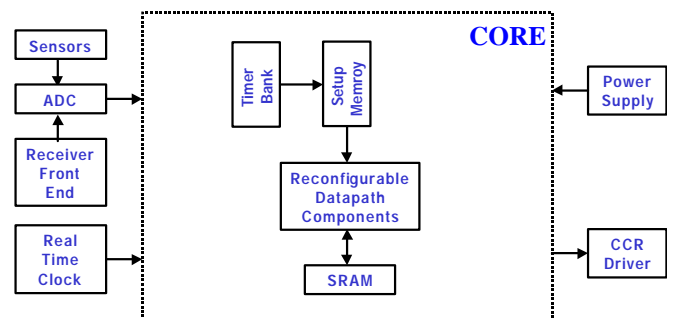 CORE
Sensors
ADC
Receiver
Front
End
Real
Time
Clock
Timer
Bank
Setup
Memroy
Reconfigurable
Datapath
Components
SRAM
Power
Supply
CCR
Driver